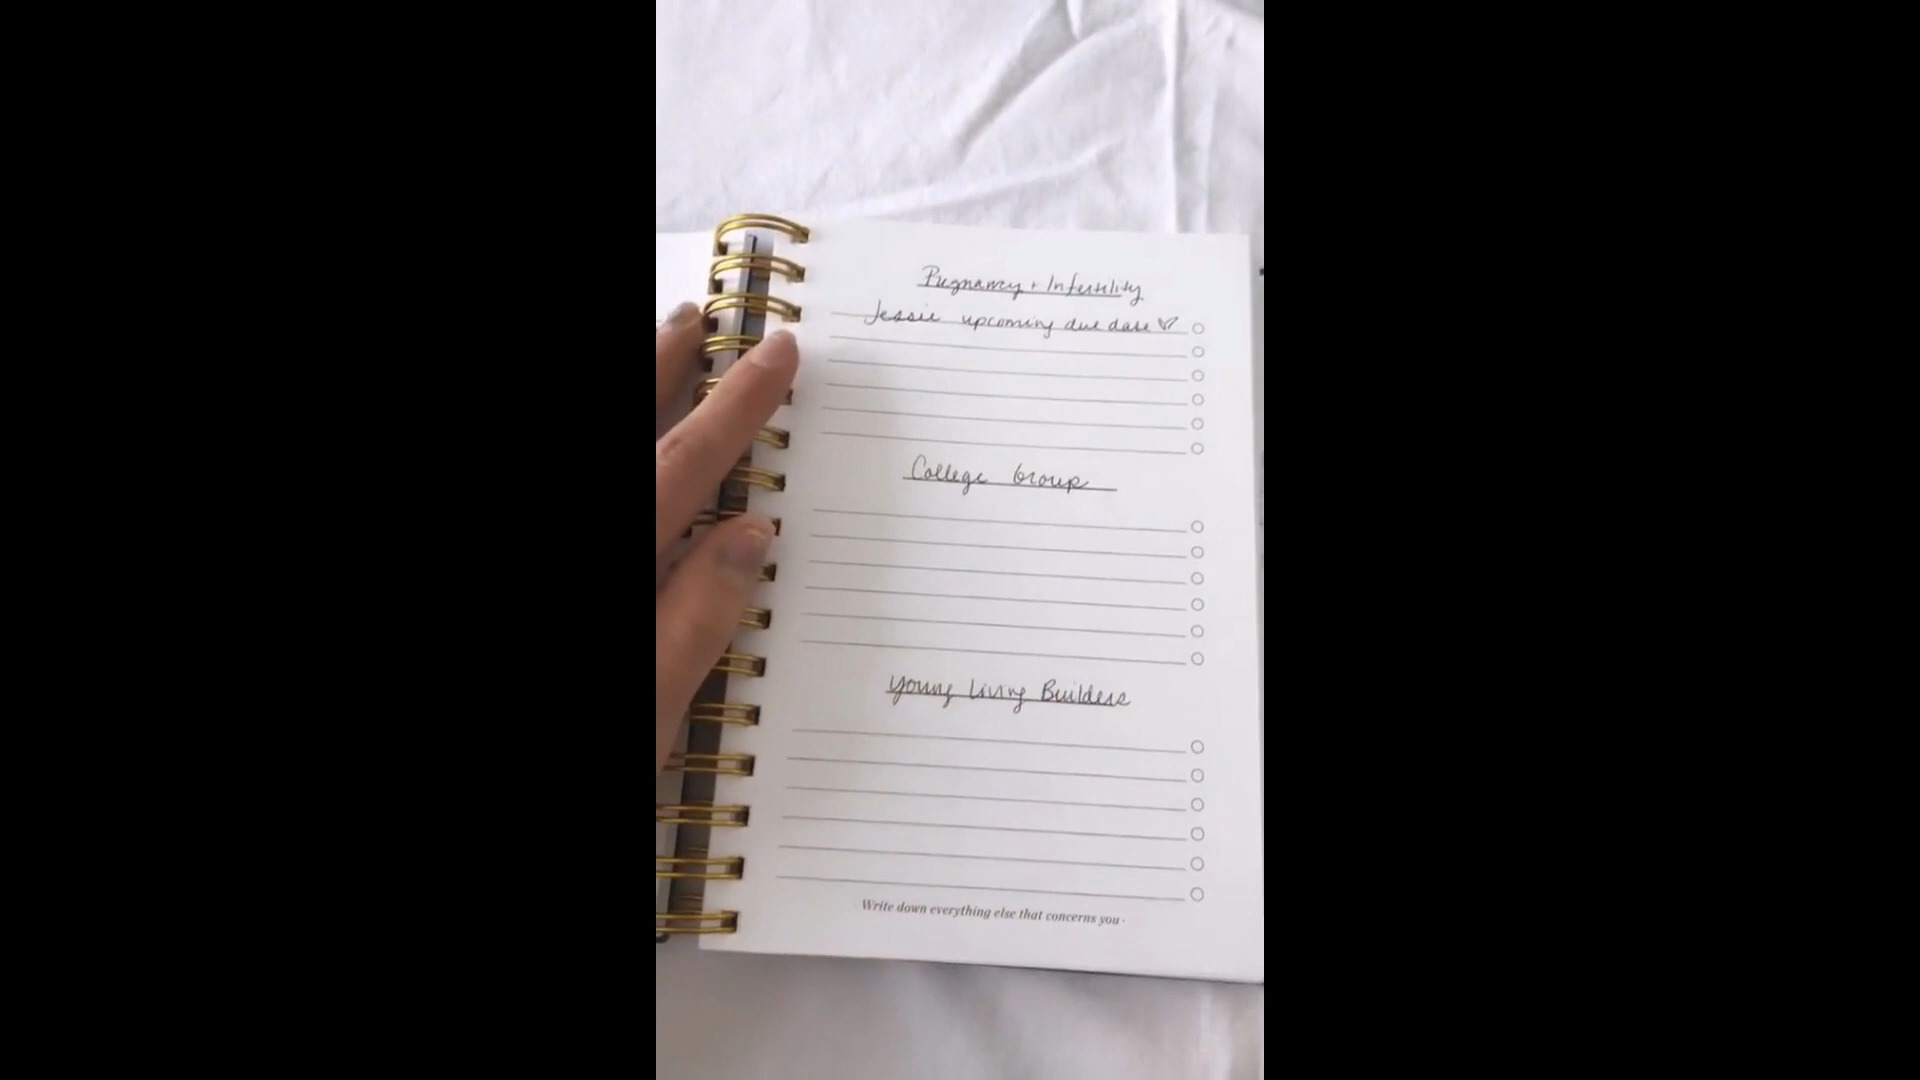 Pregnancy + Infertility
Jessie upcoming due date ♡
College Group
Young Living Builders
Write down everything else that concerns you ·